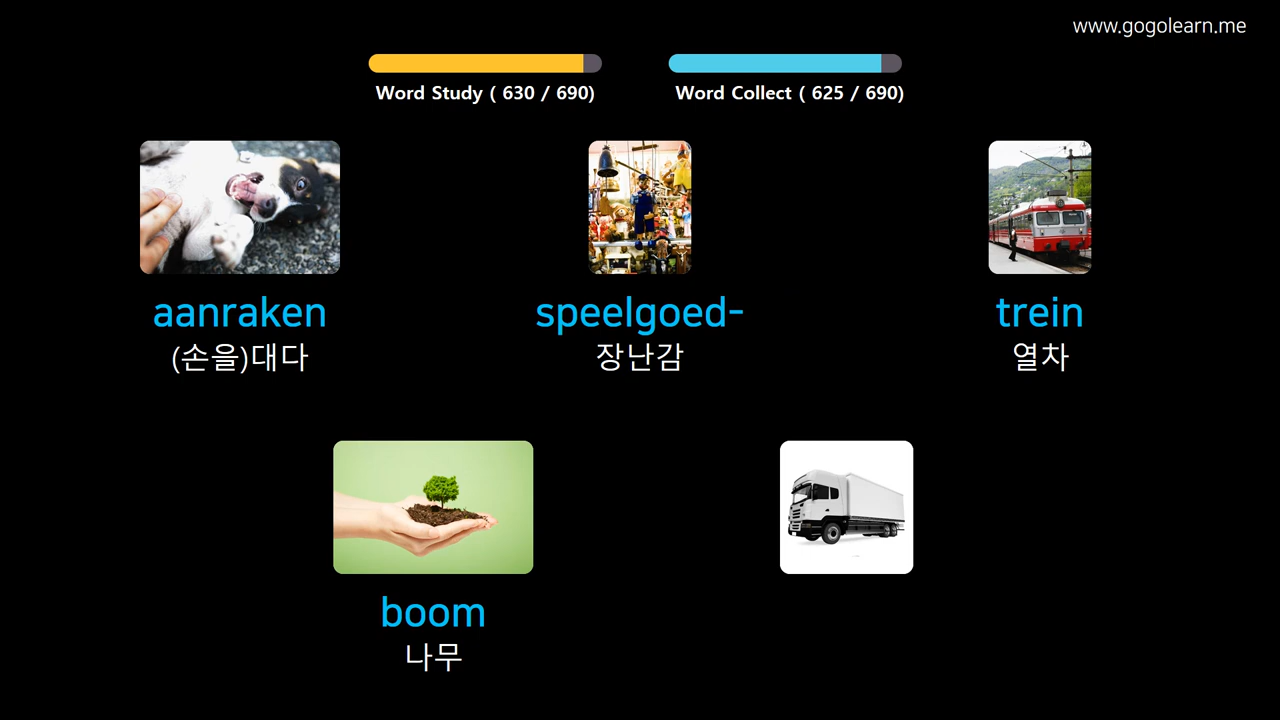 www.gogolearn.me
Word Study ( 630 / 690)
Word Collect ( 625 / 690)
aanraken
(손을)대다
speelgoed-
장난감
trein
열차
boom
나무